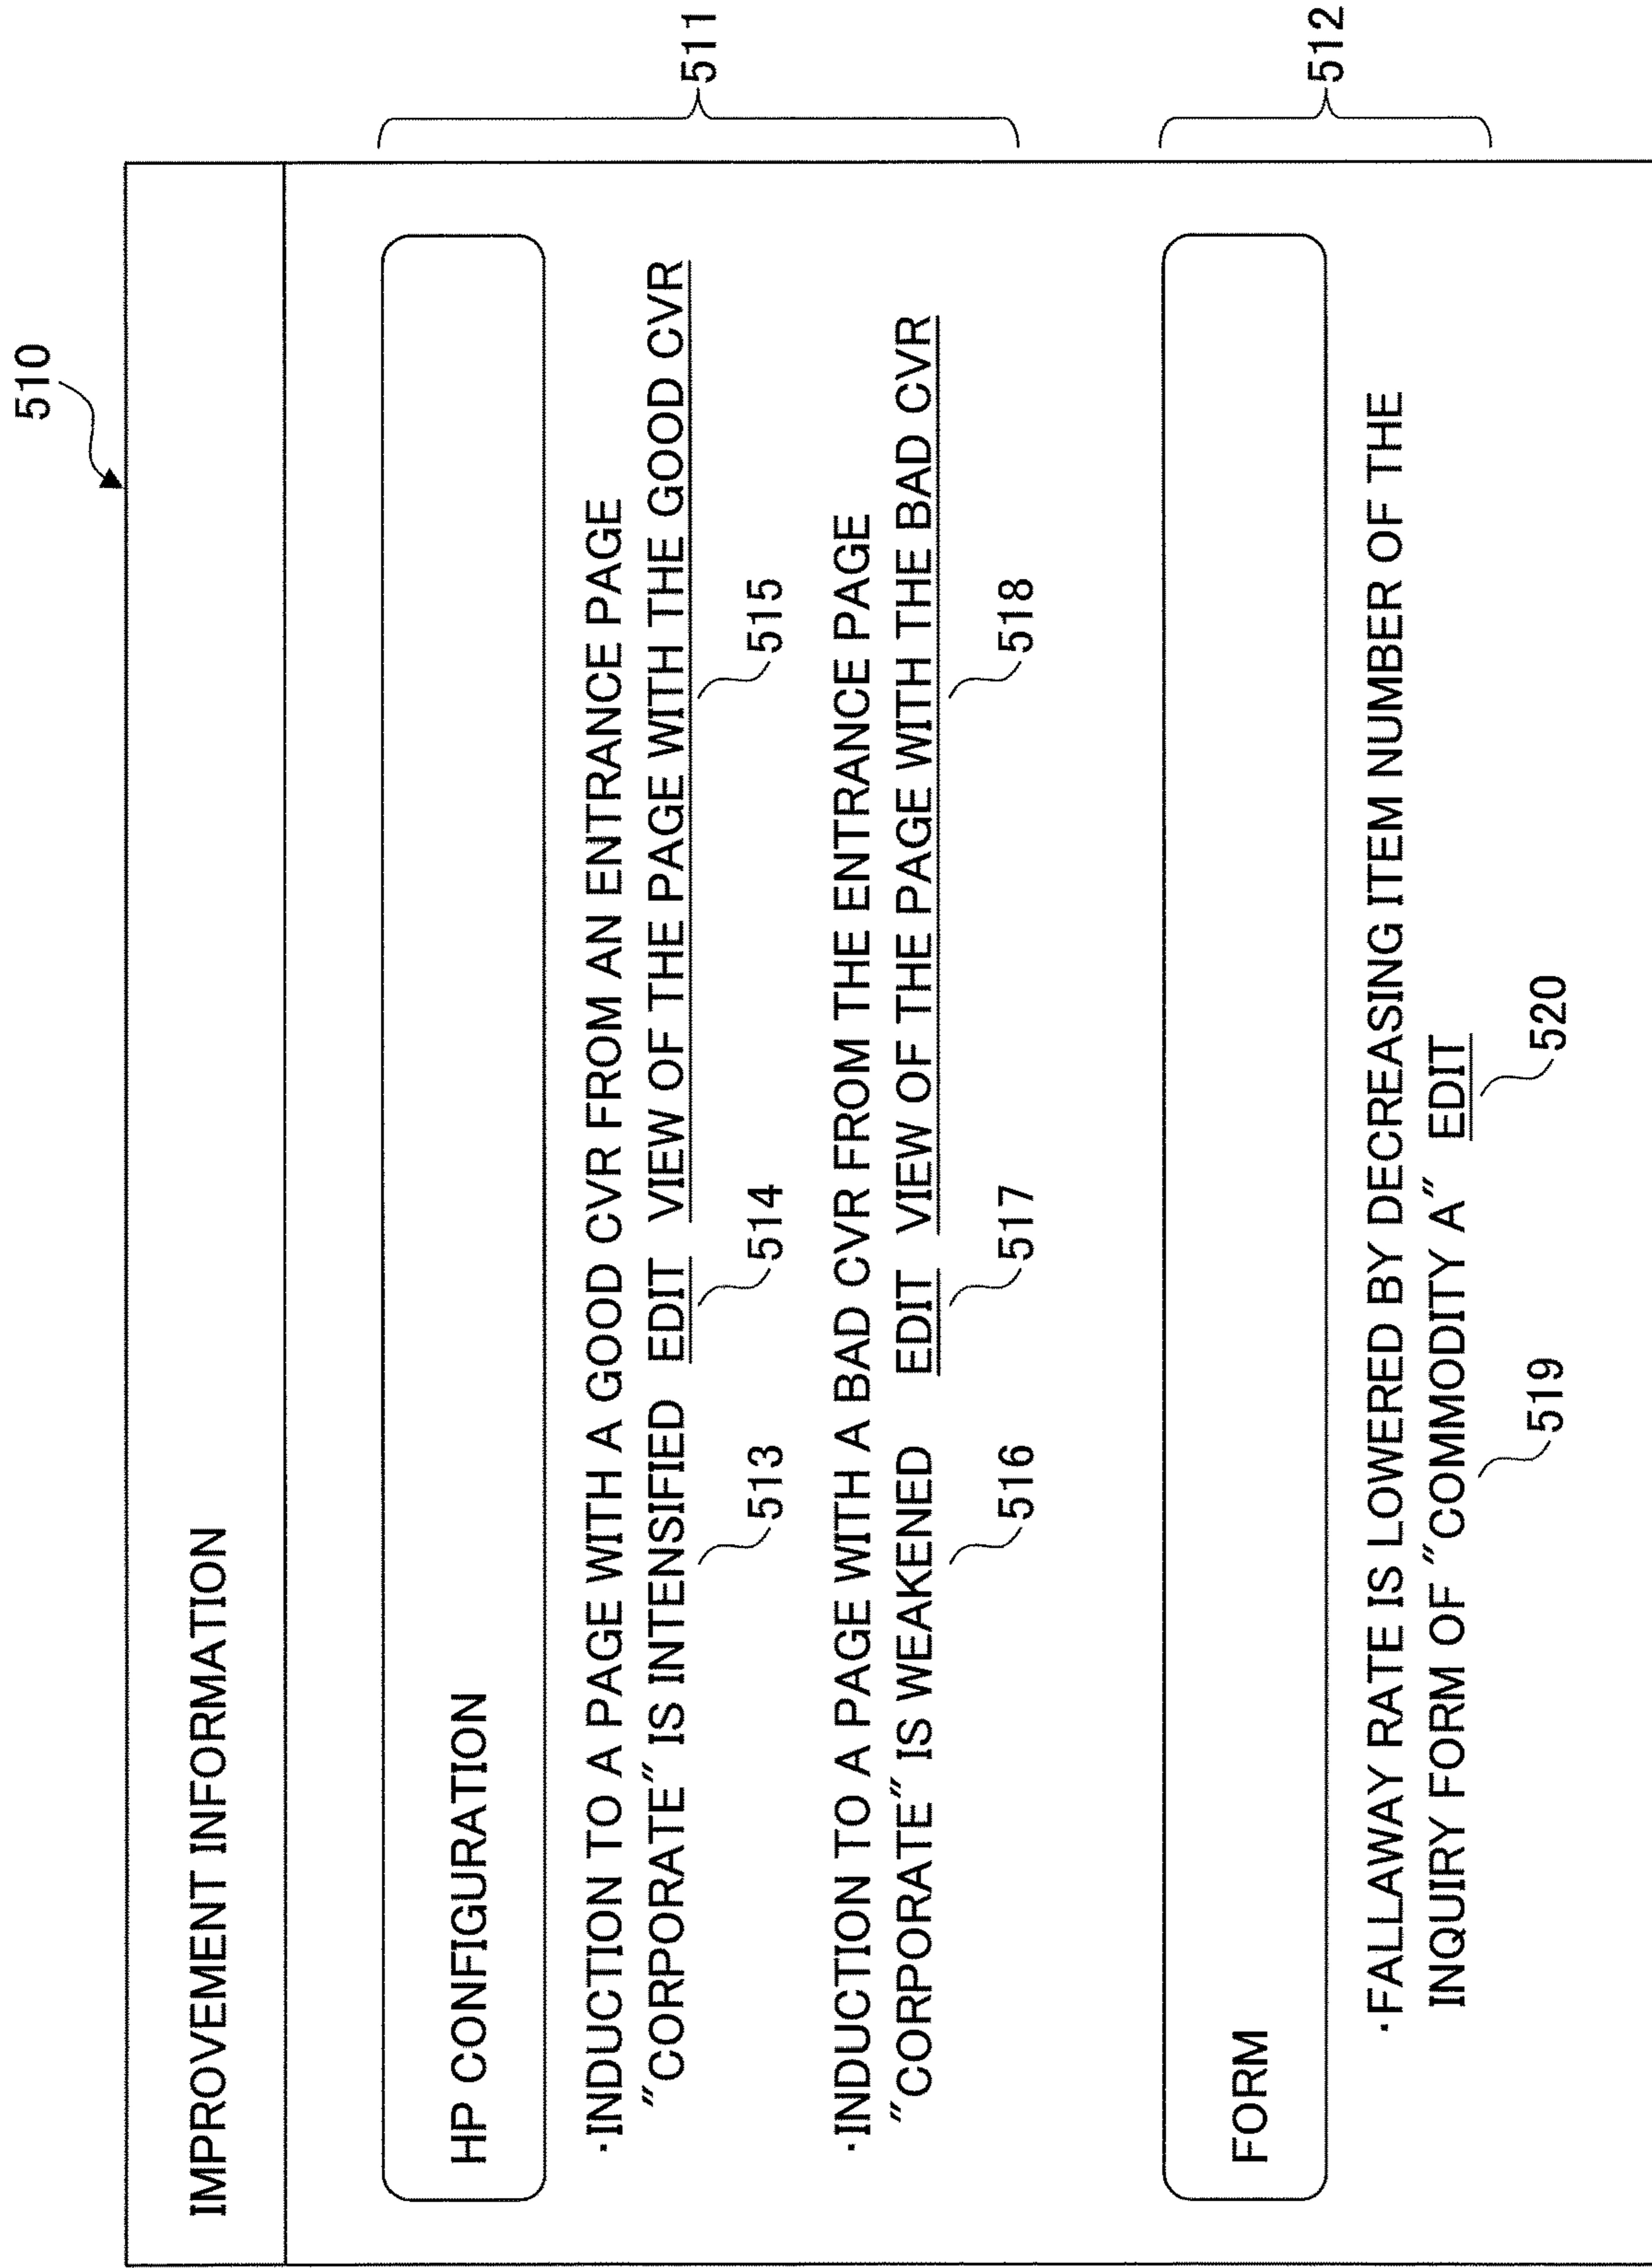 510
IMPROVEMENT INFORMATION
HP CONFIGURATION
511
·INDUCTION TO A PAGE WITH A GOOD CVR FROM AN ENTRANCE PAGE
"CORPORATE" IS INTENSIFIED EDIT VIEW OF THE PAGE WITH THE GOOD CVR
513 514 515
·INDUCTION TO A PAGE WITH A BAD CVR FROM THE ENTRANCE PAGE
"CORPORATE" IS WEAKENED EDIT VIEW OF THE PAGE WITH THE BAD CVR
516 517 518
FORM
512
·FALLAWAY RATE IS LOWERED BY DECREASING ITEM NUMBER OF THE
INQUIRY FORM OF "COMMODITY A" EDIT
519 520